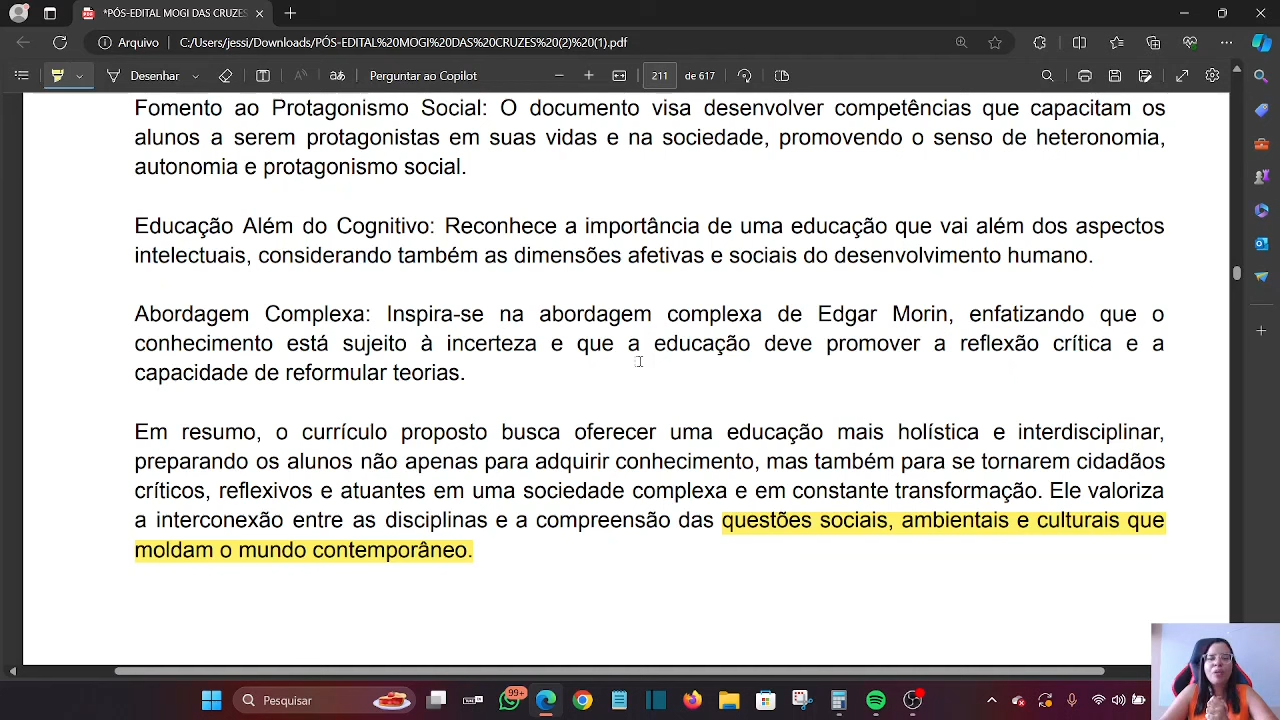 *PÓS-EDITAL MOGI DAS CRUZES
Arquivo
C:/Users/jessi/Downloads/PÓS-EDITAL%20MOGI%20DAS%20CRUZES%20(2)%20(1).pdf
Desenhar
Perguntar ao Copilot
211 de 617
Fomento ao Protagonismo Social: O documento visa desenvolver competências que capacitam os
alunos a serem protagonistas em suas vidas e na sociedade, promovendo o senso de heteronomia,
autonomia e protagonismo social.
Educação Além do Cognitivo: Reconhece a importância de uma educação que vai além dos aspectos
intelectuais, considerando também as dimensões afetivas e sociais do desenvolvimento humano.
Abordagem Complexa: Inspira-se na abordagem complexa de Edgar Morin, enfatizando que o
conhecimento está sujeito à incerteza e que a educação deve promover a reflexão crítica e a
capacidade de reformular teorias.
Em resumo, o currículo proposto busca oferecer uma educação mais holística e interdisciplinar,
preparando os alunos não apenas para adquirir conhecimento, mas também para se tornarem cidadãos
críticos, reflexivos e atuantes em uma sociedade complexa e em constante transformação. Ele valoriza
a interconexão entre as disciplinas e a compreensão das questões sociais, ambientais e culturais que
moldam o mundo contemporâneo.
Pesquisar
99+